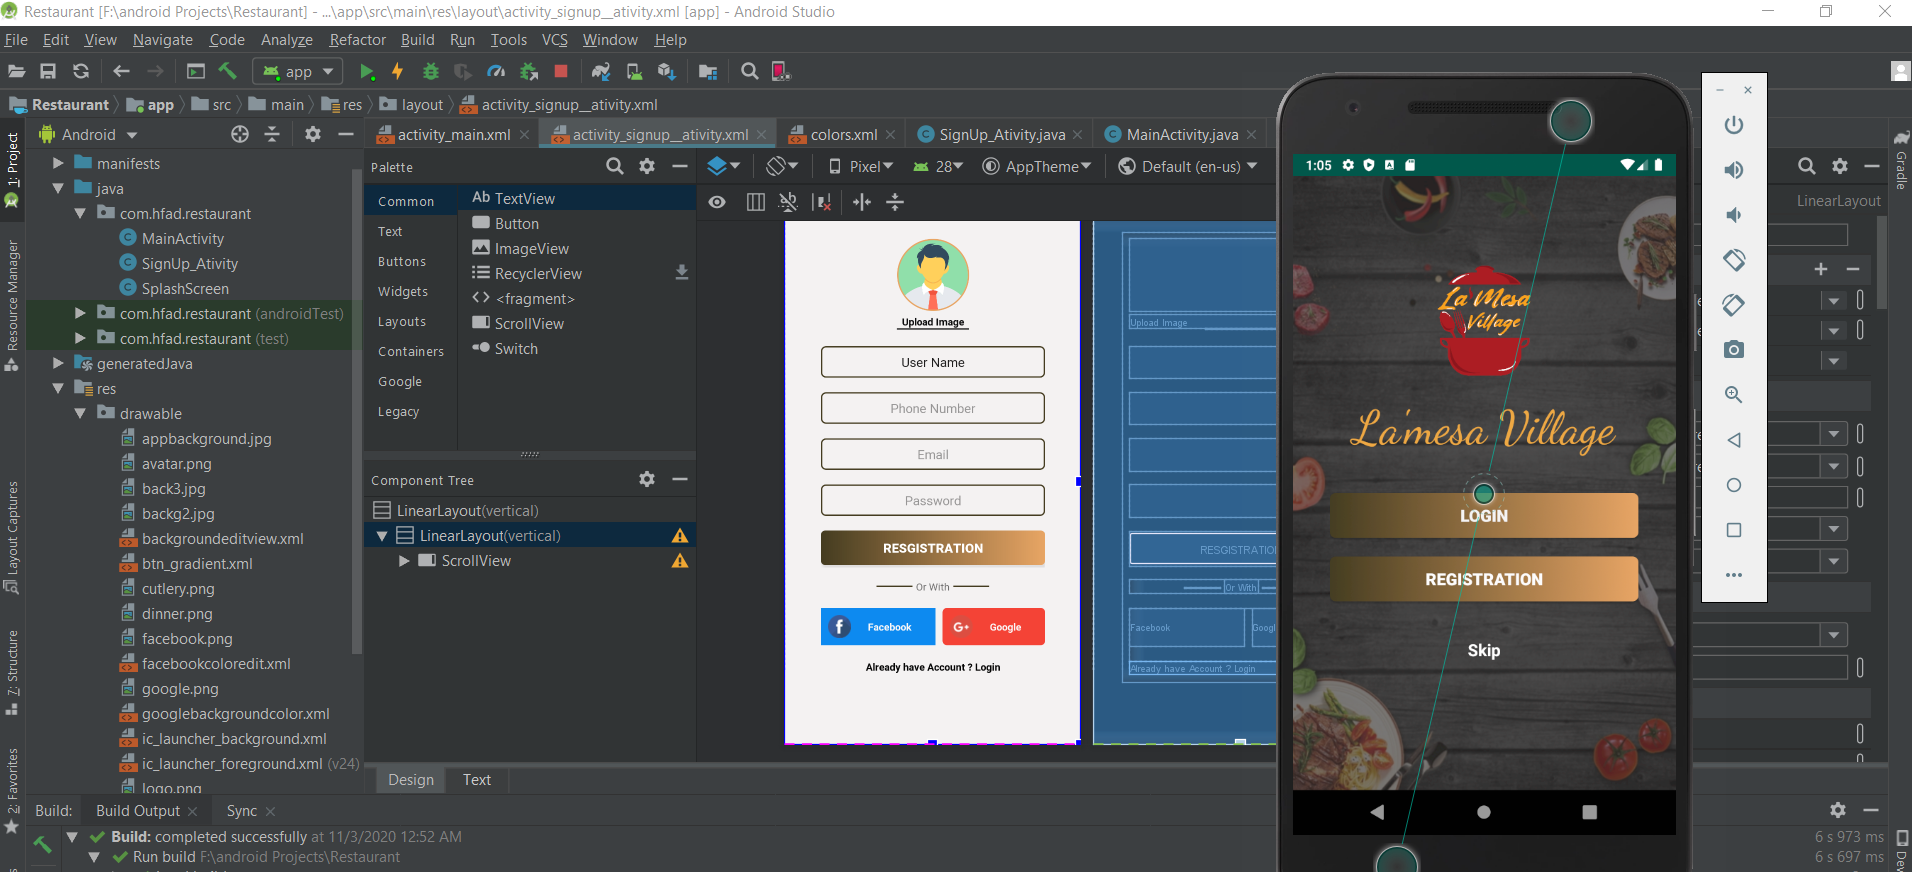 Restaurant [F:\android Projects\Restaurant] - ...\app\src\main\res\layout\activity_signup__ativity.xml [app] - Android Studio
File Edit View Navigate Code Analyze Refactor Build Run Tools VCS Window Help
app
Restaurant app src main res layout activity_signup__ativity.xml
Android
activity_main.xml activity_signup__ativity.xml colors.xml SignUp_Ativity.java MainActivity.java
1: Project
Resource Manager
Layout Captures
7: Structure
2: Favorites
manifests
java
com.hfad.restaurant
MainActivity
SignUp_Ativity
SplashScreen
com.hfad.restaurant (androidTest)
com.hfad.restaurant (test)
generatedJava
res
drawable
appbackground.jpg
avatar.png
back3.jpg
backg2.jpg
backgroundeditview.xml
btn_gradient.xml
cutlery.png
dinner.png
facebook.png
facebookcoloredit.xml
google.png
googlebackgroundcolor.xml
ic_launcher_background.xml
ic_launcher_foreground.xml (v24)
logo.png
Palette
Common
Text
Buttons
Widgets
Layouts
Containers
Google
Legacy
Ab TextView
Button
ImageView
RecyclerView
<fragment>
ScrollView
Switch
Component Tree
LinearLayout(vertical)
LinearLayout(vertical)
ScrollView
Pixel 28 AppTheme Default (en-us)
Upload Image
User Name
Phone Number
Email
Password
RESGISTRATION
Or With
Facebook Google
Already have Account ? Login
Upload Image
RESGISTRATIO
Or With
Facebook Googl
Already have Account ? Login
Design Text
1:05
La' Mesa
Village
La'mesa Village
LOGIN
REGISTRATION
Skip
LinearLayout
Gradle
Build: Build Output Sync
Build: completed successfully at 11/3/2020 12:52 AM 6 s 973 ms
Run build F:\android Projects\Restaurant 6 s 697 ms